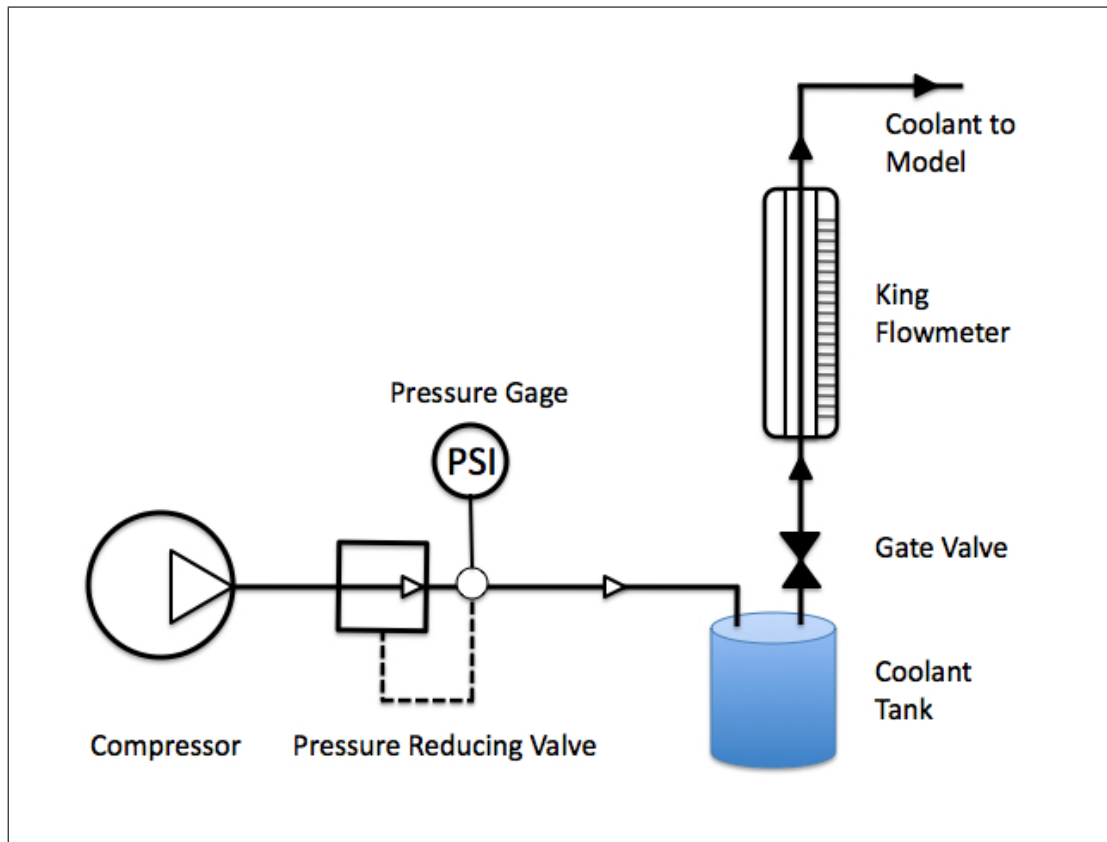 Coolant to
Model
King
Flowmeter
Pressure Gage
PSI
Gate Valve
Coolant
Tank
Compressor
Pressure Reducing Valve